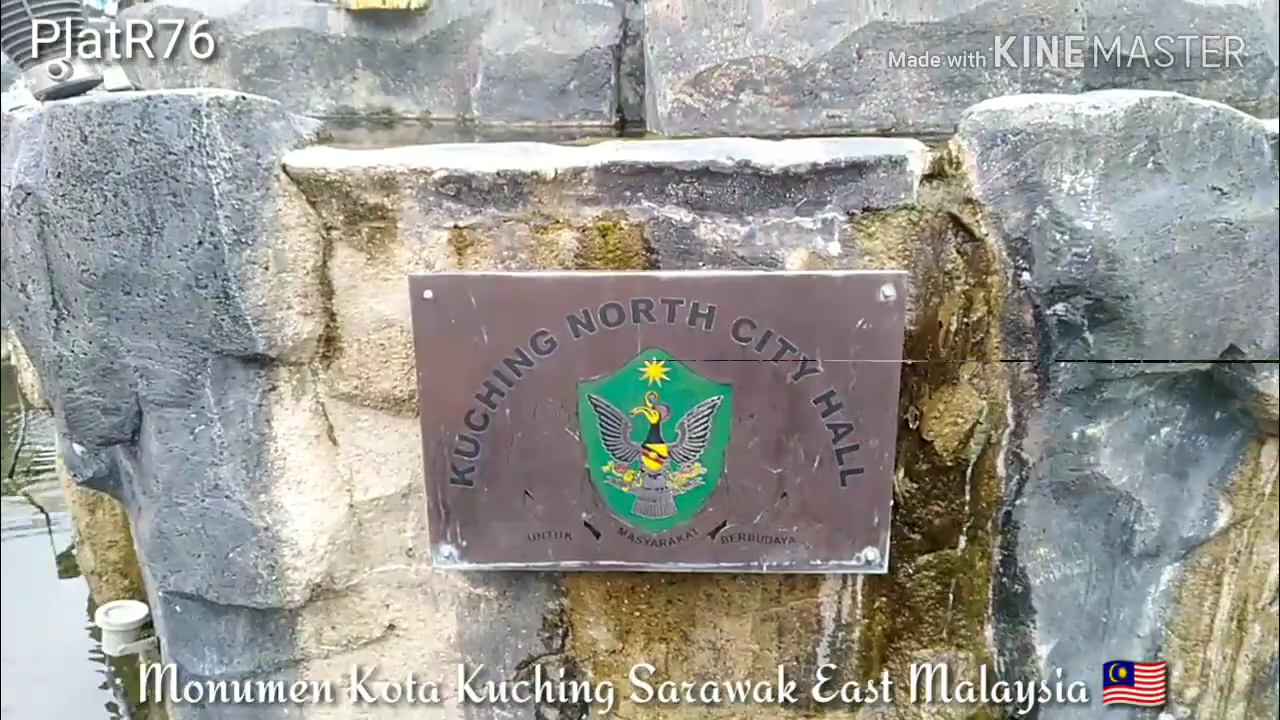 PlatR76
Made with KINEMASTER
KUCHING NORTH CITY HALL
UNTUK MASYARAKAT BERBUDAYA
Monumen Kota Kuching Sarawak East Malaysia 🇲🇾